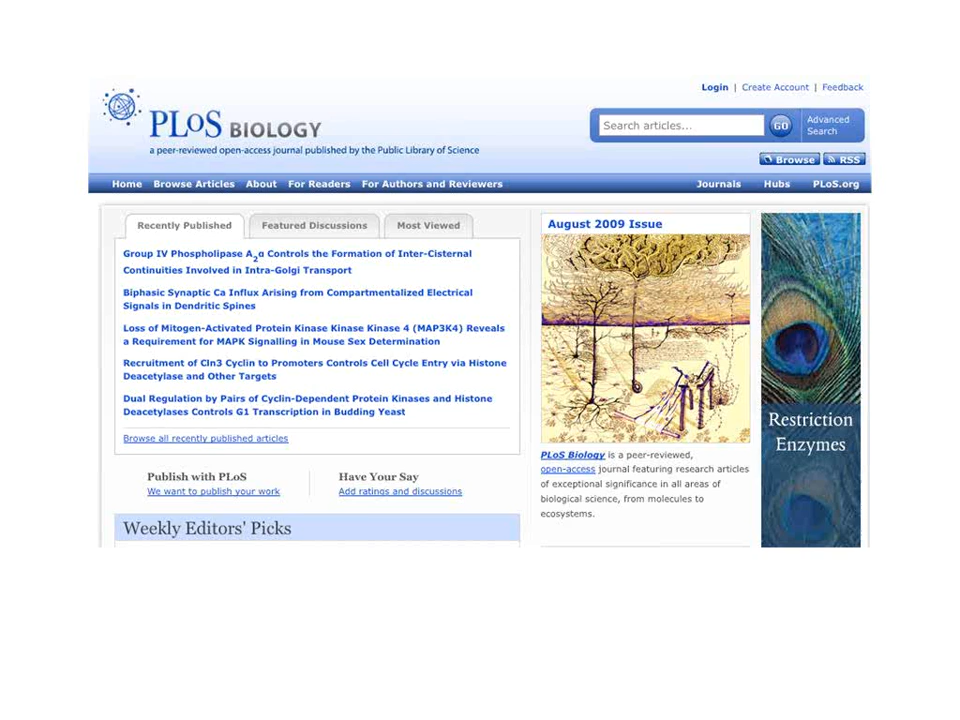 Login | Create Account | Feedback
PLoS BIOLOGY
a peer-reviewed open-access journal published by the Public Library of Science
Search articles...
GO
Advanced
Search
Browse
RSS
Home Browse Articles About For Readers For Authors and Reviewers
Journals Hubs PLoS.org
Recently Published
Featured Discussions
Most Viewed
Group IV Phospholipase A2α Controls the Formation of Inter-Cisternal
Continuities Involved in Intra-Golgi Transport
Biphasic Synaptic Ca Influx Arising from Compartmentalized Electrical
Signals in Dendritic Spines
Loss of Mitogen-Activated Protein Kinase Kinase Kinase 4 (MAP3K4) Reveals
a Requirement for MAPK Signalling in Mouse Sex Determination
Recruitment of Cln3 Cyclin to Promoters Controls Cell Cycle Entry via Histone
Deacetylase and Other Targets
Dual Regulation by Pairs of Cyclin-Dependent Protein Kinases and Histone
Deacetylases Controls G1 Transcription in Budding Yeast
Browse all recently published articles
Publish with PLoS
We want to publish your work
Have Your Say
Add ratings and discussions
Weekly Editors' Picks
August 2009 Issue
PLoS Biology is a peer-reviewed,
open-access journal featuring research articles
of exceptional significance in all areas of
biological science, from molecules to
ecosystems.
Restriction
Enzymes